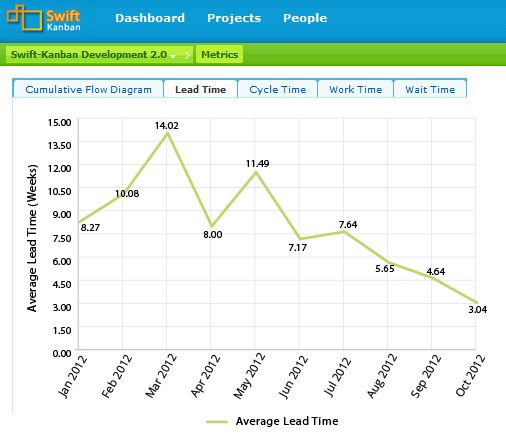 Swift
Kanban
Dashboard Projects People
Swift-Kanban Development 2.0 Metrics
Cumulative Flow Diagram Lead Time Cycle Time Work Time Wait Time
Average Lead Time (Weeks)
15.00
13.50
12.00
10.50
9.00
7.50
6.00
4.50
3.00
1.50
0.00
8.27
10.08
14.02
8.00
11.49
7.17
7.64
5.65
4.64
3.04
Jan 2012 Feb 2012 Mar 2012 Apr 2012 May 2012 Jun 2012 Jul 2012 Aug 2012 Sep 2012 Oct 2012
Average Lead Time